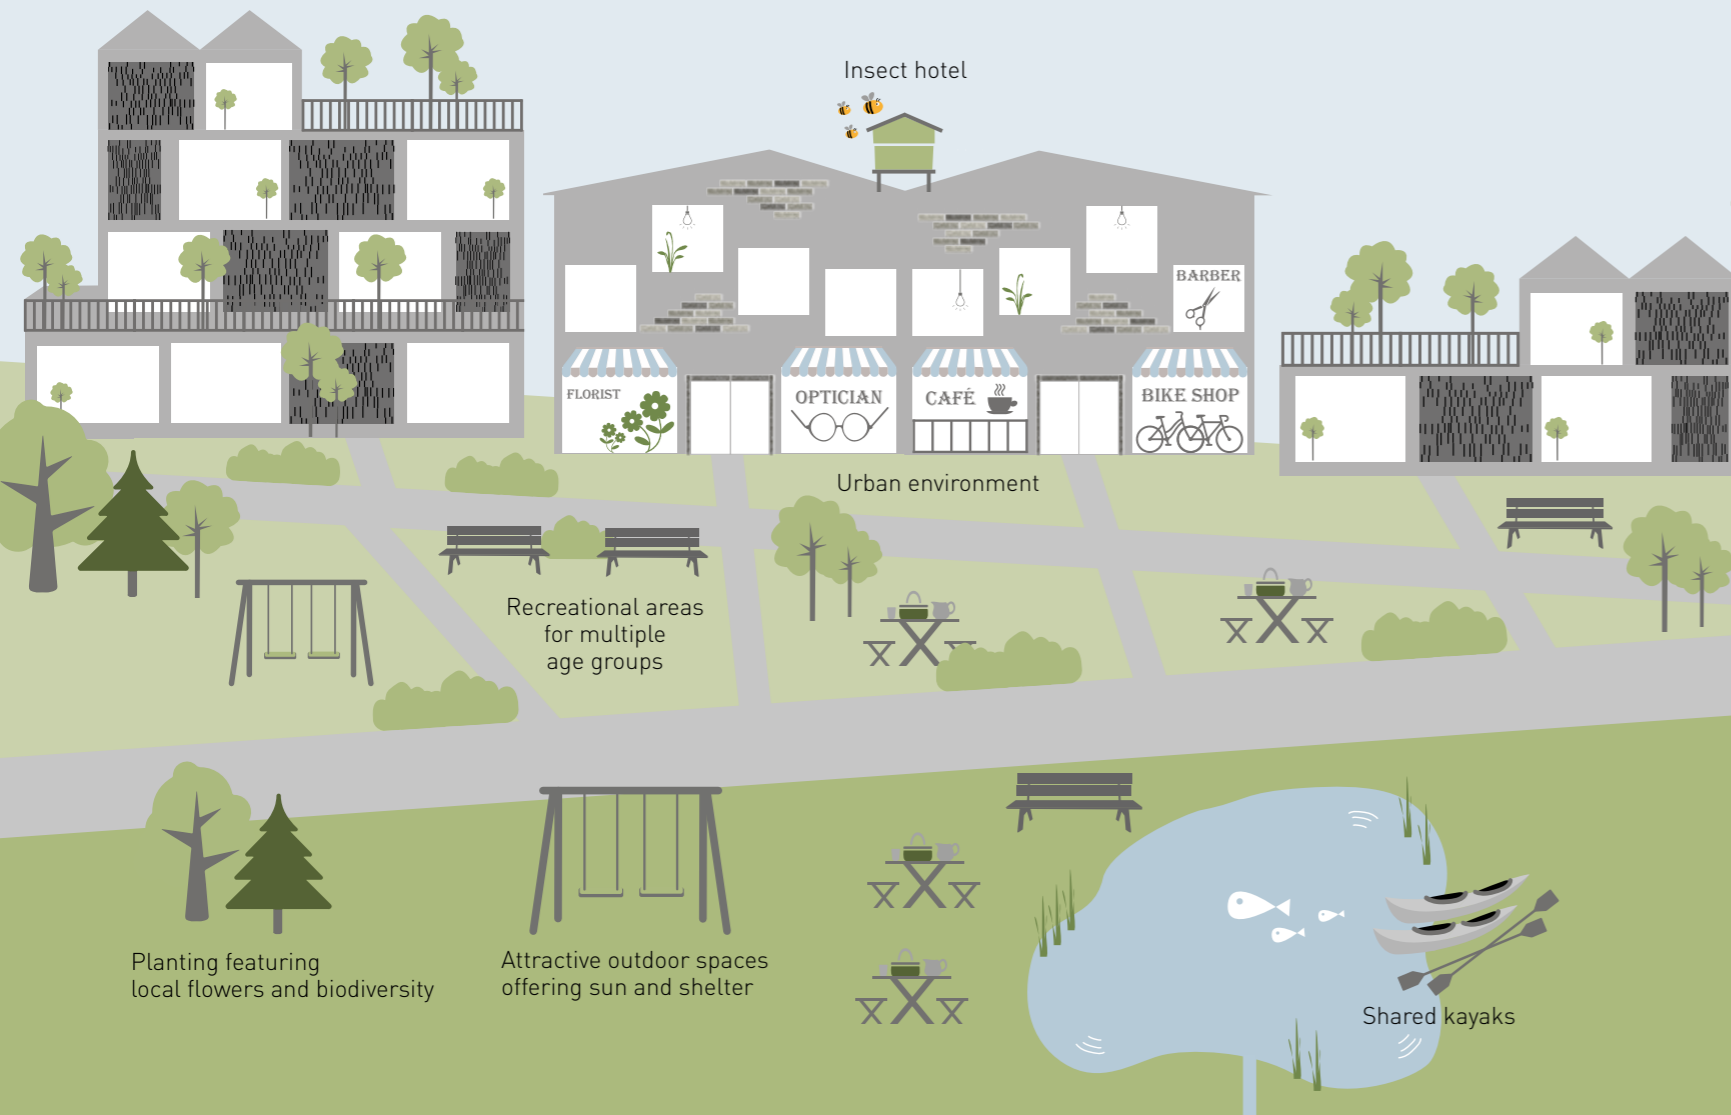 Insect hotel
BARBER
FLORIST
OPTICIAN
CAFÉ
BIKE SHOP
Urban environment
Recreational areas
for multiple
age groups
Planting featuring
local flowers and biodiversity
Attractive outdoor spaces
offering sun and shelter
Shared kayaks